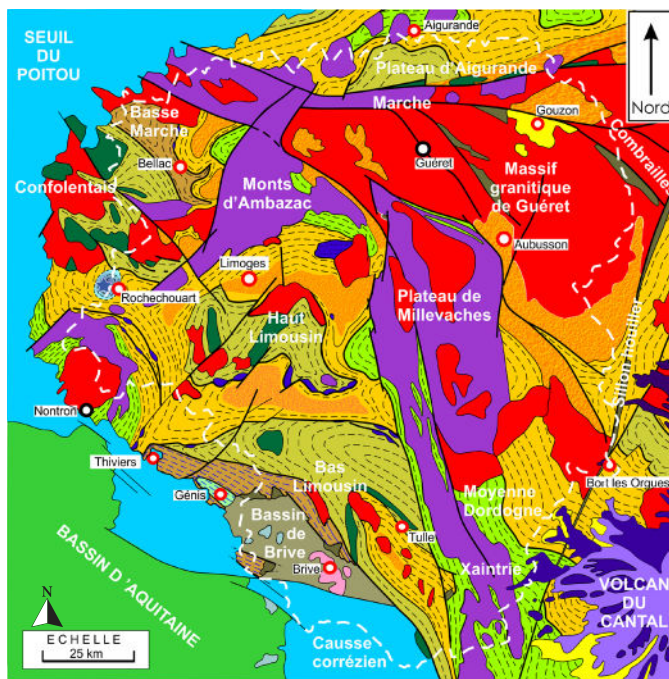 SEUIL
DU
POITOU
Aigurande
Plateau d'Aigurande
Nord
Marche
Gouzon
Combrailles
Basse
Marche
Bellac
Guéret
Confolentais
Monts
d'Ambazac
Massif
granitique
de Guéret
Aubusson
Limoges
Rochechouart
Plateau de
Millevaches
Haut
Limousin
Sillon houiller
Nontron
Thiviers
Génis
Bas
Limousin
Bort les Orgues
Moyenne
Dordogne
Bassin
de
Brive
Tulle
Brive
Xaintrie
BASSIN D'AQUITAINE
VOLCAN
DU
CANTAL
N
ECHELLE
25 km
Causse
corrézien